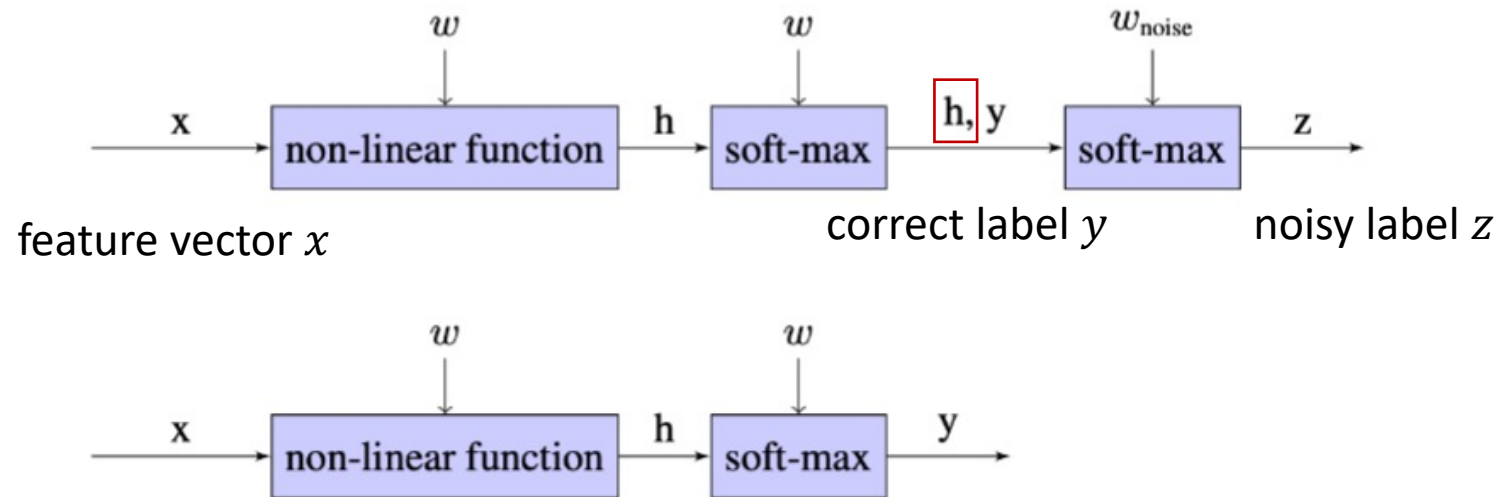 w w w_noise
x non-linear function h soft-max h, y soft-max z
feature vector x correct label y noisy label z
w w
x non-linear function h soft-max y